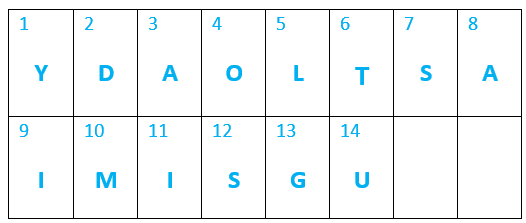 1 2 3 4 5 6 7 8
Y D A O L T S A
9 10 11 12 13 14
I M I S G U